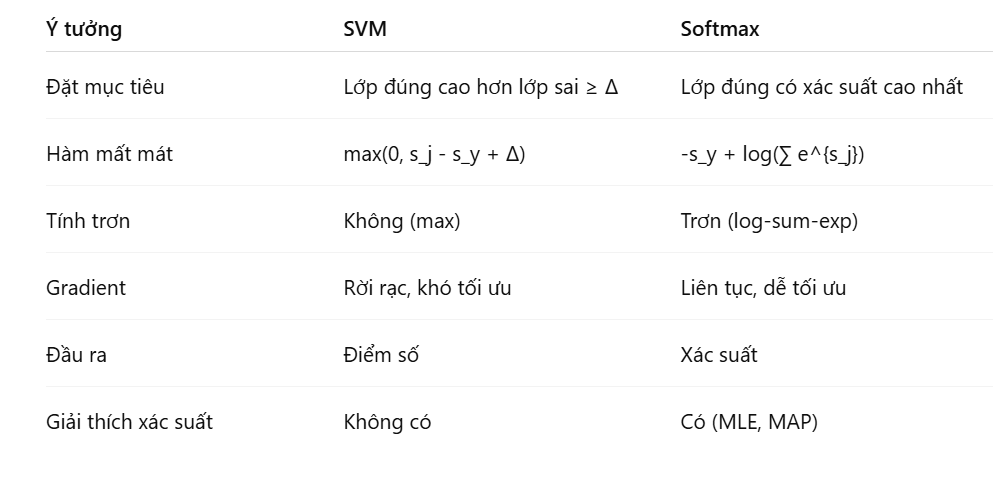 Ý tưởng SVM Softmax
Đặt mục tiêu Lớp đúng cao hơn lớp sai ≥ Δ Lớp đúng có xác suất cao nhất
Hàm mất mát max(0, s_j - s_y + Δ) -s_y + log(∑ e^{s_j})
Tính trơn Không (max) Trơn (log-sum-exp)
Gradient Rời rạc, khó tối ưu Liên tục, dễ tối ưu
Đầu ra Điểm số Xác suất
Giải thích xác suất Không có Có (MLE, MAP)